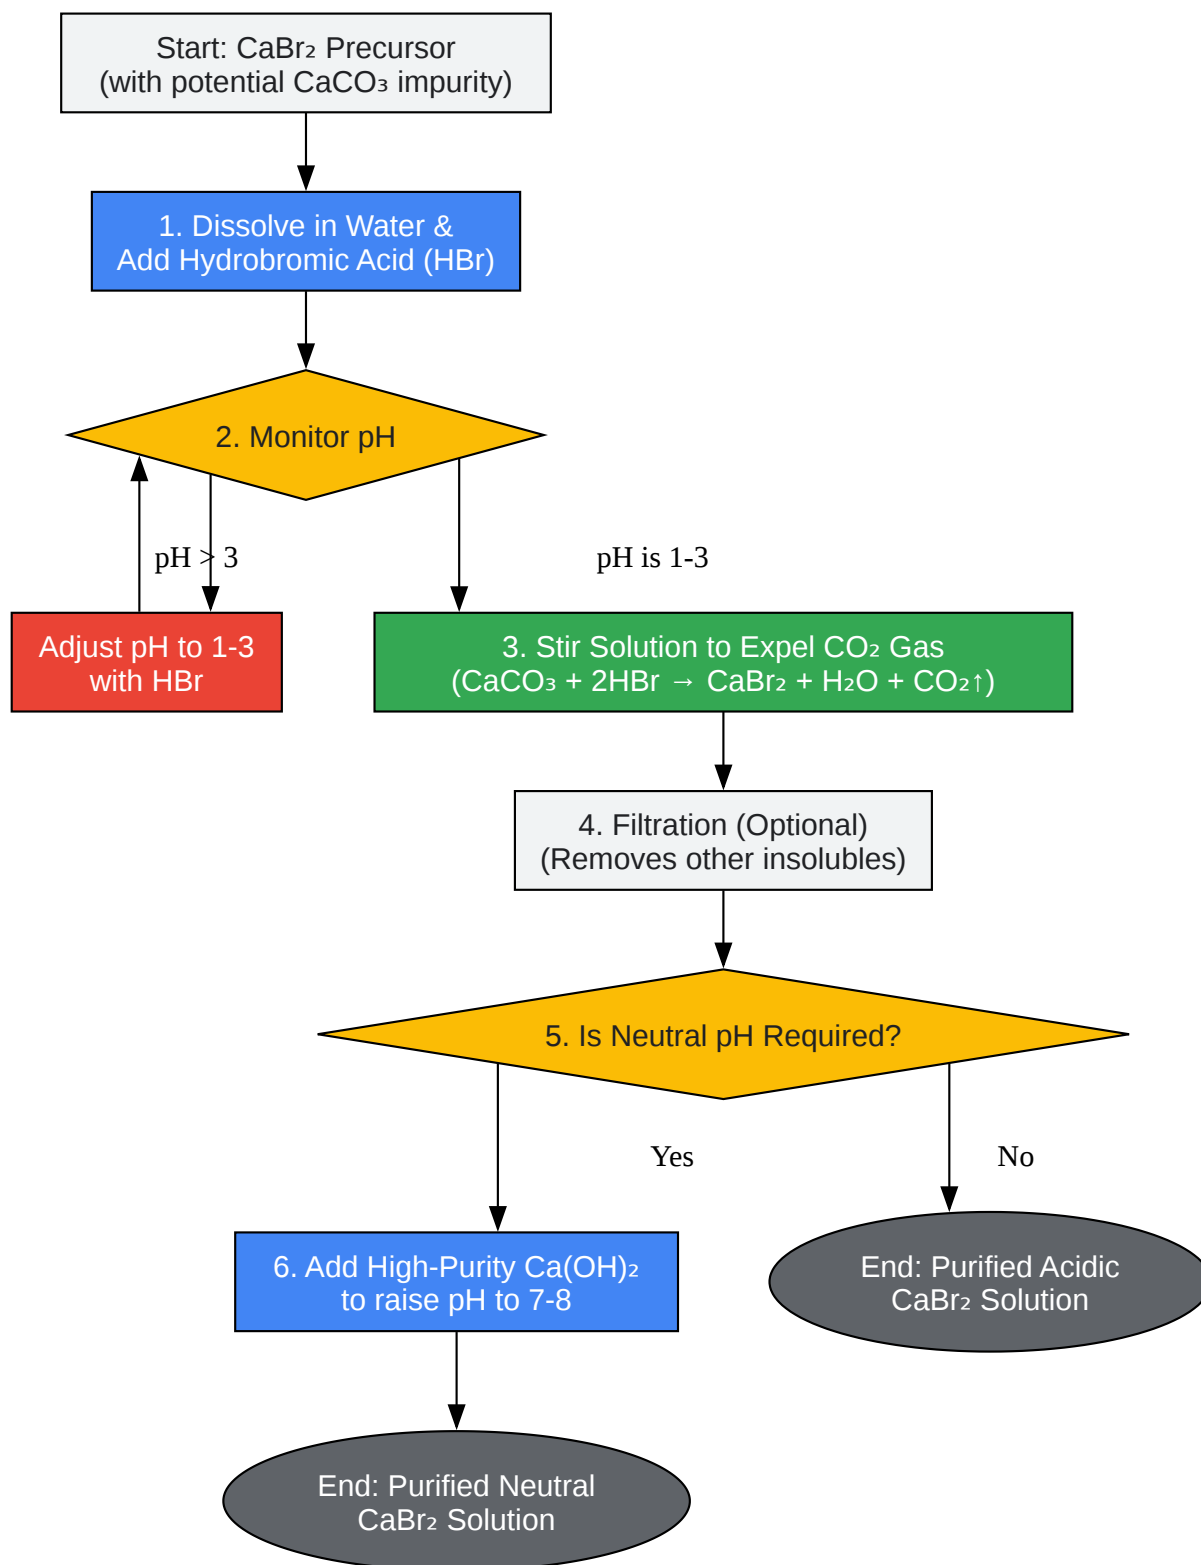 Start: CaBr₂ Precursor
(with potential CaCO₃ impurity)
1. Dissolve in Water &
Add Hydrobromic Acid (HBr)
2. Monitor pH
pH > 3
pH is 1-3
Adjust pH to 1-3
with HBr
3. Stir Solution to Expel CO₂ Gas
(CaCO₃ + 2HBr → CaBr₂ + H₂O + CO₂↑)
4. Filtration (Optional)
(Removes other insolubles)
5. Is Neutral pH Required?
Yes
No
6. Add High-Purity Ca(OH)₂
to raise pH to 7-8
End: Purified Acidic
CaBr₂ Solution
End: Purified Neutral
CaBr₂ Solution